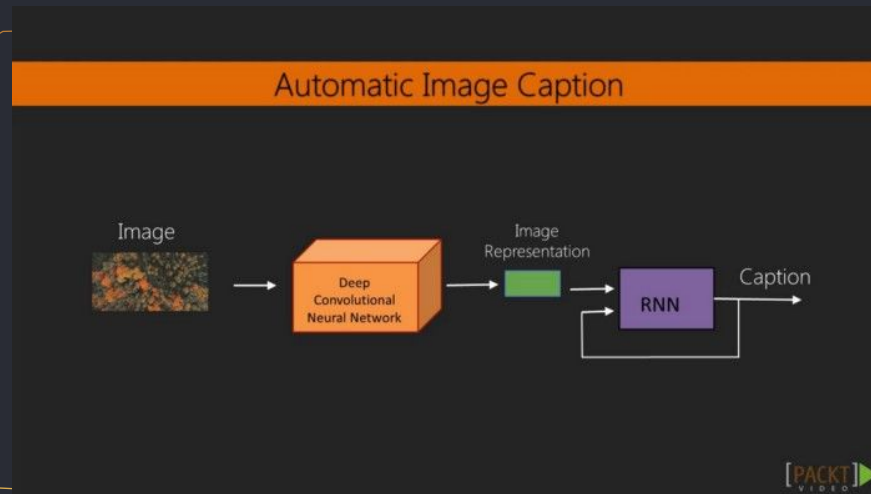 Automatic Image Caption
Image
Deep
Convolutional
Neural Network
Image
Representation
RNN
Caption
[PACKT]
VIDEO